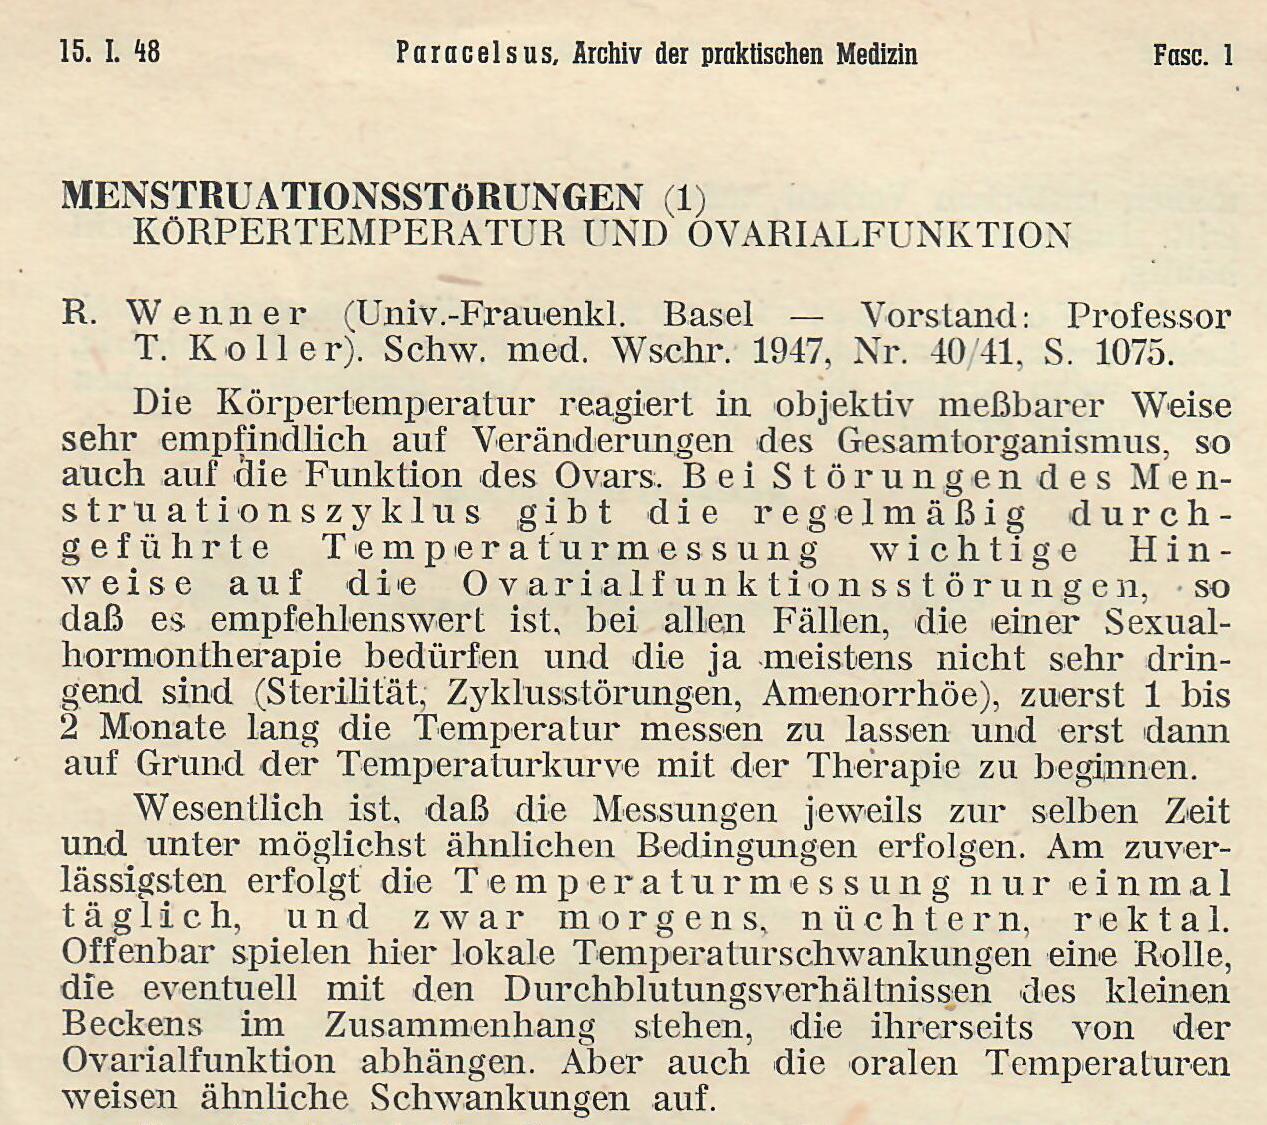 15. I. 48 Paracelsus, Archiv der praktischen Medizin Fasc. 1
MENSTRUATIONSSTöRUNGEN (1)
KÖRPERTEMPERATUR UND OVARIALFUNKTION
R. Wenner (Univ.-Frauenkl. Basel — Vorstand: Professor
T. Koller). Schw. med. Wschr. 1947, Nr. 40/41, S. 1075.
Die Körpertemperatur reagiert in objektiv meßbarer Weise
sehr empfindlich auf Veränderungen des Gesamtorganismus, so
auch auf die Funktion des Ovars. Bei Störungen des Men-
struationszyklus gibt die regelmäßig durch-
geführte Temperaturmessung wichtige Hin-
weise auf die Ovarialfunktionsstörungen, so
daß es empfehlenswert ist, bei allen Fällen, die einer Sexual-
hormontherapie bedürfen und die ja meistens nicht sehr drin-
gend sind (Sterilität, Zyklusstörungen, Amenorrhöe), zuerst 1 bis
2 Monate lang die Temperatur messen zu lassen und erst dann
auf Grund der Temperaturkurve mit der Therapie zu beginnen.
Wesentlich ist, daß die Messungen jeweils zur selben Zeit
und unter möglichst ähnlichen Bedingungen erfolgen. Am zuver-
lässigsten erfolgt die Temperaturmessung nur einmal
täglich, und zwar morgens, nüchtern, rektal.
Offenbar spielen hier lokale Temperaturschwankungen eine Rolle,
die eventuell mit den Durchblutungsverhältnissen des kleinen
Beckens im Zusammenhang stehen, die ihrerseits von der
Ovarialfunktion abhängen. Aber auch die oralen Temperaturen
weisen ähnliche Schwankungen auf.